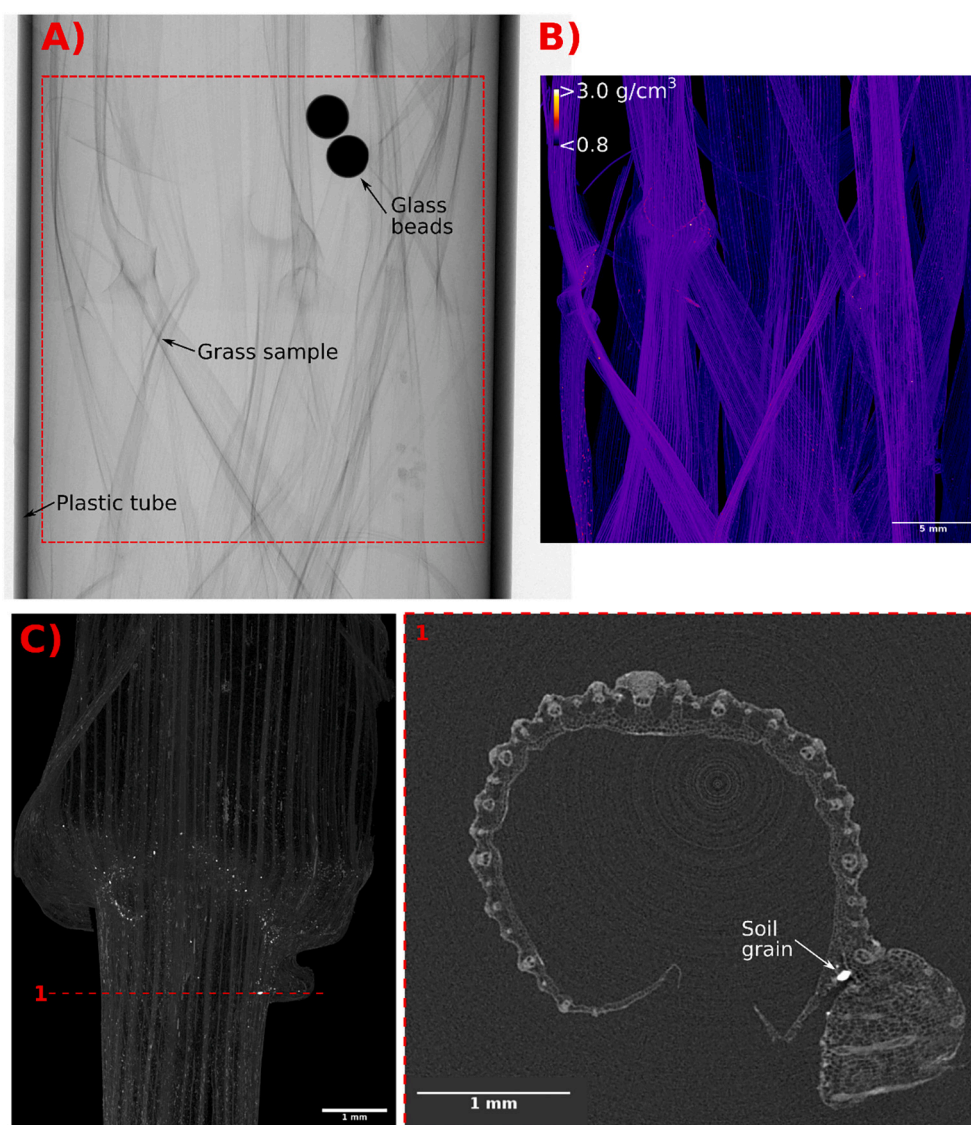 A)
B)
>3.0 g/cm³
<0.8
Glass
beads
Grass sample
Plastic tube
5 mm
C)
1
1 mm
1
Soil
grain
1 mm